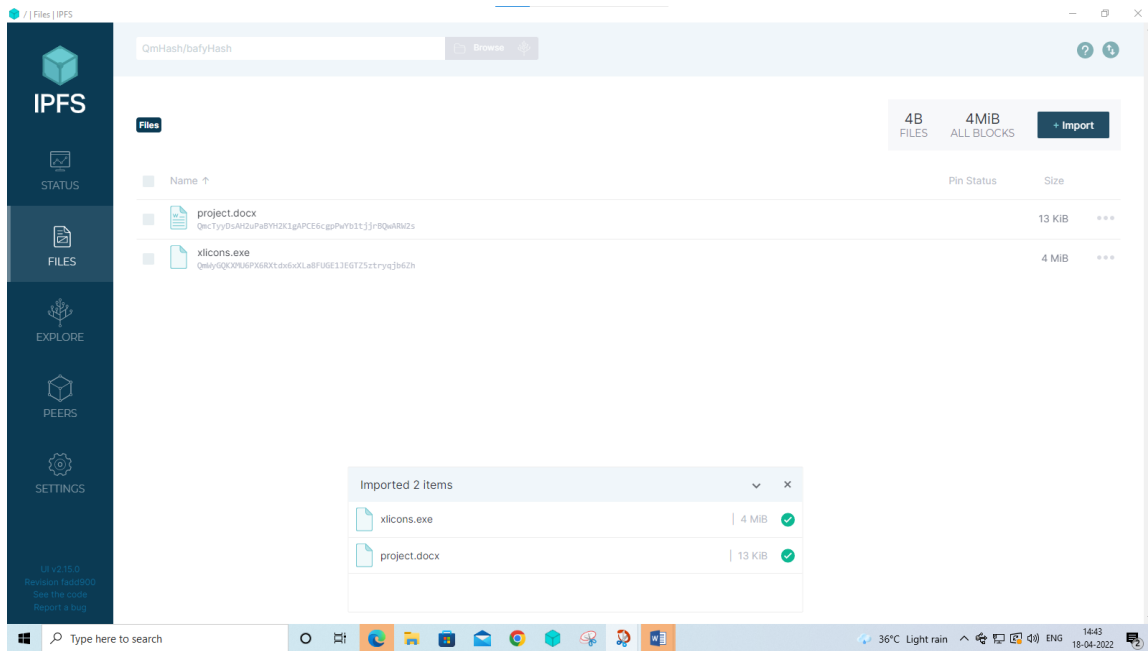 / | Files | IPFS
QmHash/bafyHash
Browse
IPFS
Files
4B
FILES
4MiB
ALL BLOCKS
+ Import
STATUS
Name ↑
Pin Status
Size
project.docx
13 KiB
FILES
xlicons.exe
4 MiB
EXPLORE
PEERS
SETTINGS
Imported 2 items
xlicons.exe
4 MiB
project.docx
13 KiB
UI v2.15.0
Revision fadd900
See the code
Report a bug
Type here to search
36°C Light rain
ENG
14:43
18-04-2022
2